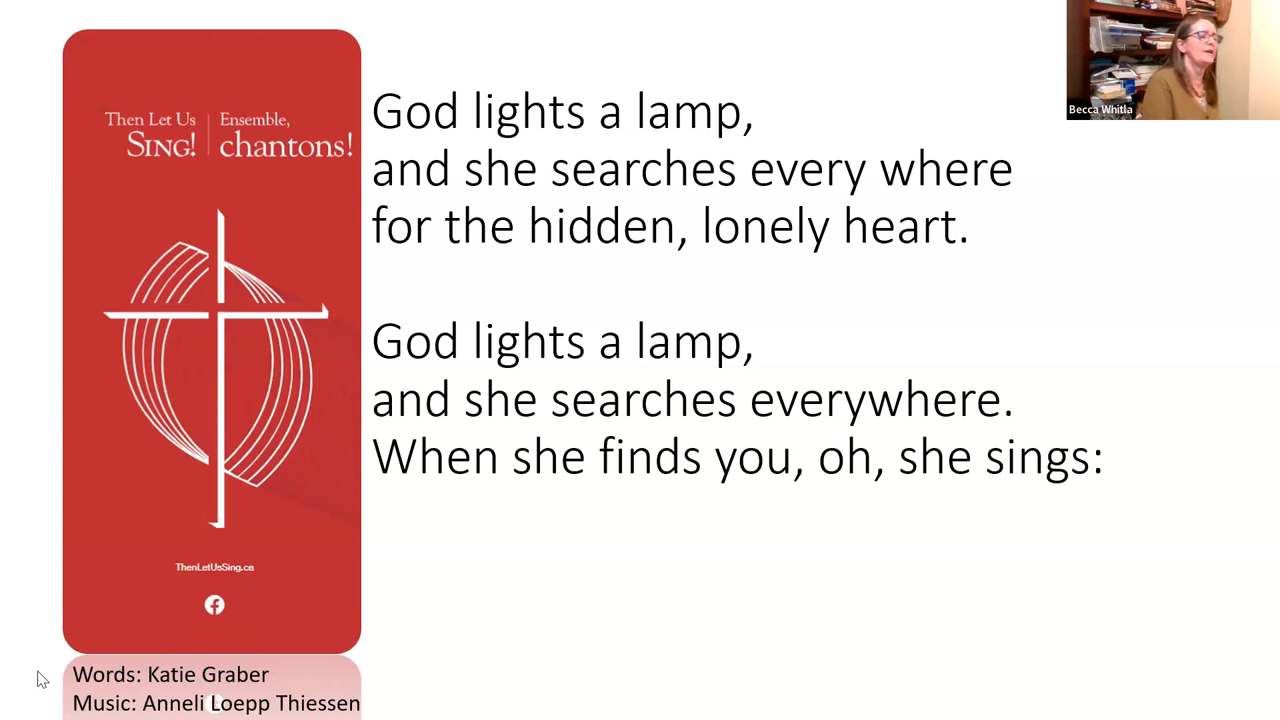 Then Let Us
SING!
Ensemble,
chantons!
ThenLetUsSing.ca
Words: Katie Graber
Music: Anneli Loepp Thiessen
God lights a lamp,
and she searches every where
for the hidden, lonely heart.
God lights a lamp,
and she searches everywhere.
When she finds you, oh, she sings:
Becca Whitla